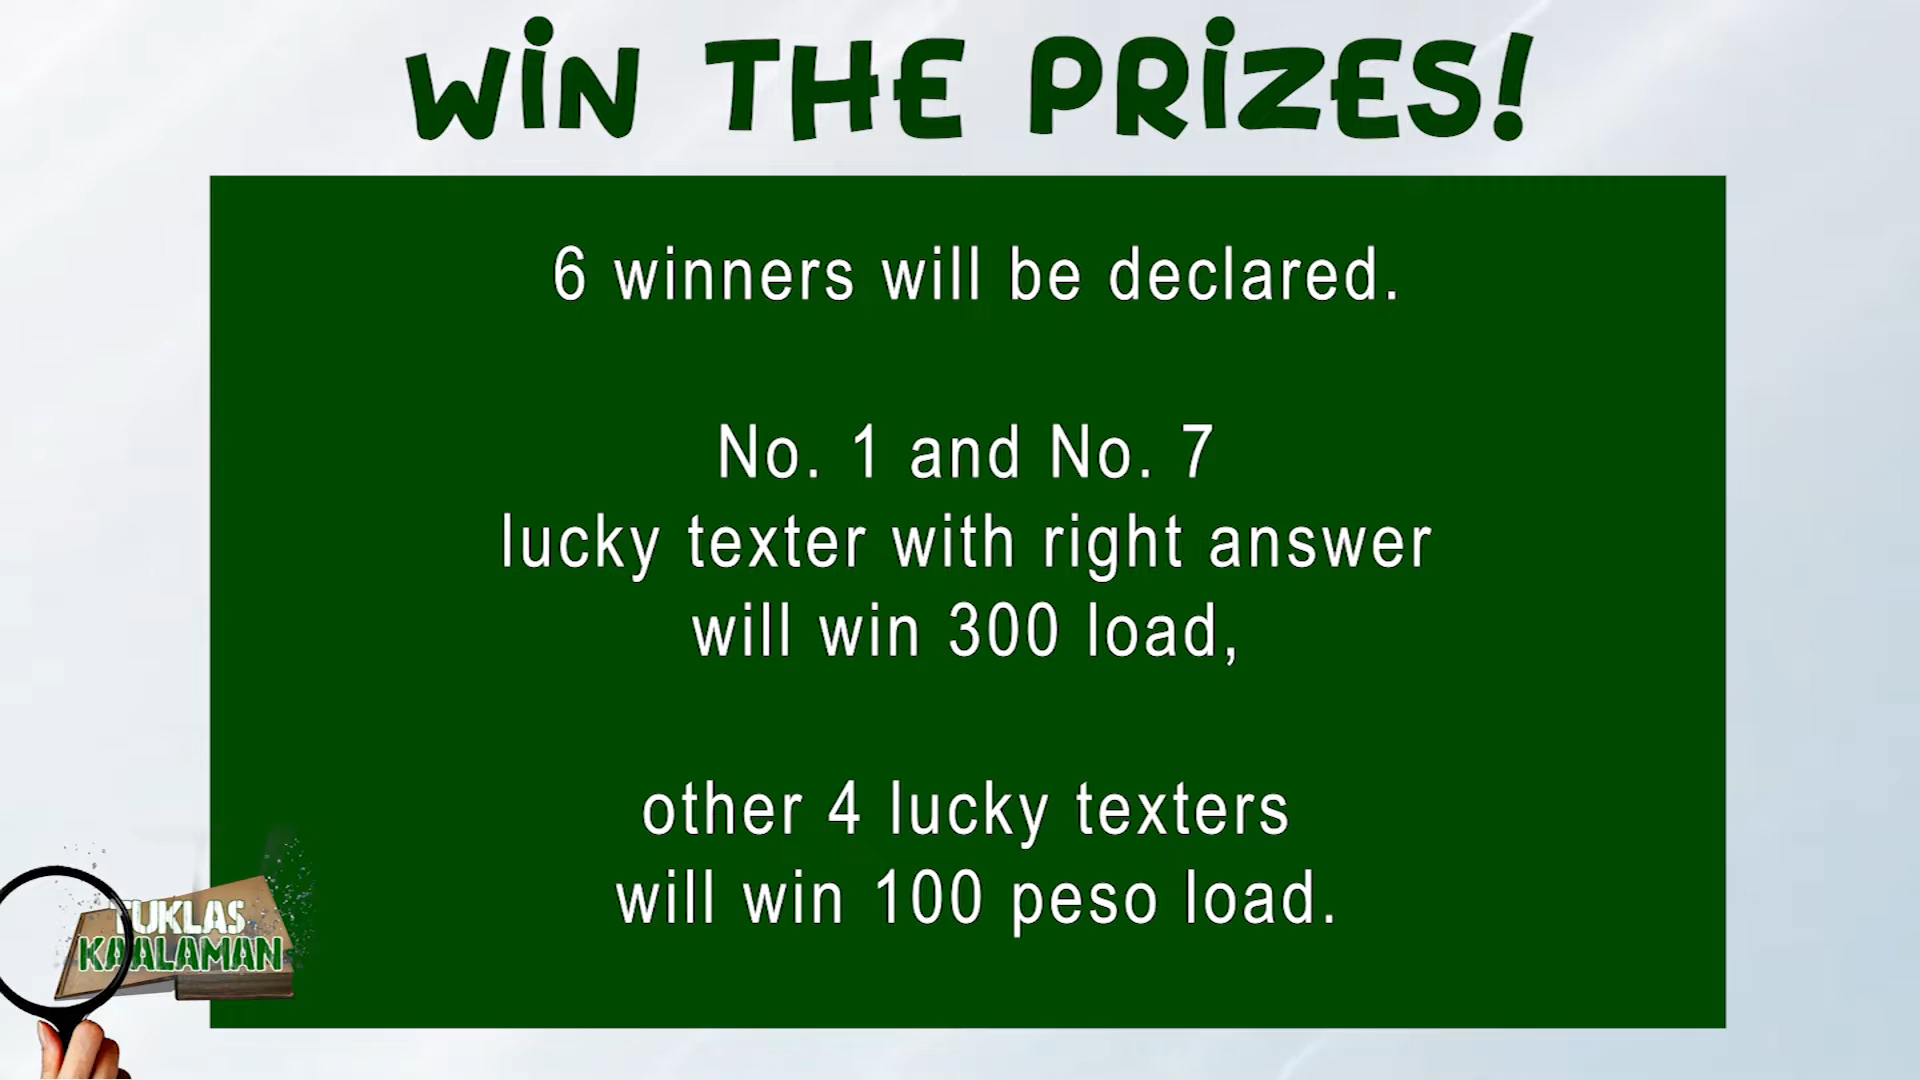 WiN THE PRiZES!
6 winners will be declared.
No. 1 and No. 7
lucky texter with right answer
will win 300 load,
other 4 lucky texters
will win 100 peso load.
TUKLAS
KAALAMAN